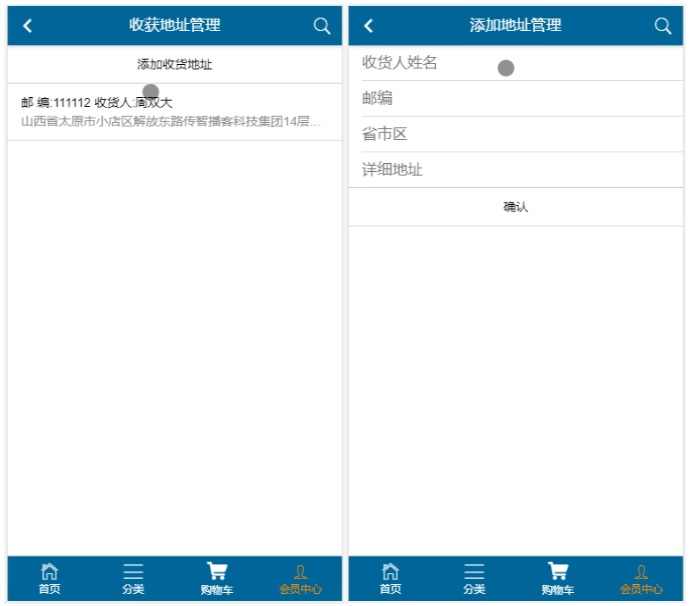 收获地址管理
添加收货地址
邮 编:111112 收货人:周双大
山西省太原市小店区解放东路传智播客科技集团14层...
首页
分类
购物车
会员中心
添加地址管理
收货人姓名
邮编
省市区
详细地址
确认
首页
分类
购物车
会员中心